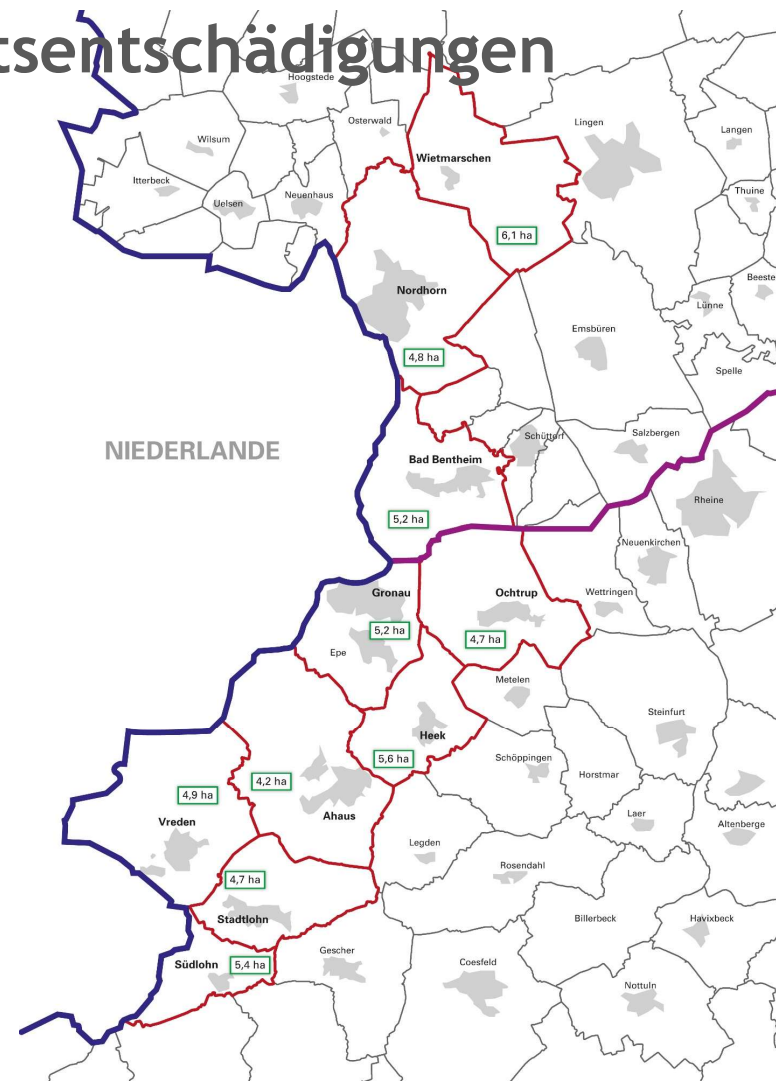 tsentschädigungen
Hoogstede
Osterwald
Lingen
Langen
Wilsum
Wietmarschen
Itterbeck
Uelsen
Neuenhaus
Thuine
6,1 ha
Nordhorn
Beeste
Lünne
Emsbüren
4,8 ha
Spelle
NIEDERLANDE
Bad Bentheim
Schüttorf
Salzbergen
Rheine
5,2 ha
Neuenkirchen
Gronau
Ochtrup
Wettringen
5,2 ha
4,7 ha
Epe
Metelen
Steinfurt
Heek
5,6 ha
Schöppingen
Horstmar
4,2 ha
4,9 ha
Vreden
Ahaus
Laer
Altenberge
Legden
Rosendahl
4,7 ha
Stadtlohn
Billerbeck
Havixbeck
Südlohn
5,4 ha
Gescher
Coesfeld
Nottuln